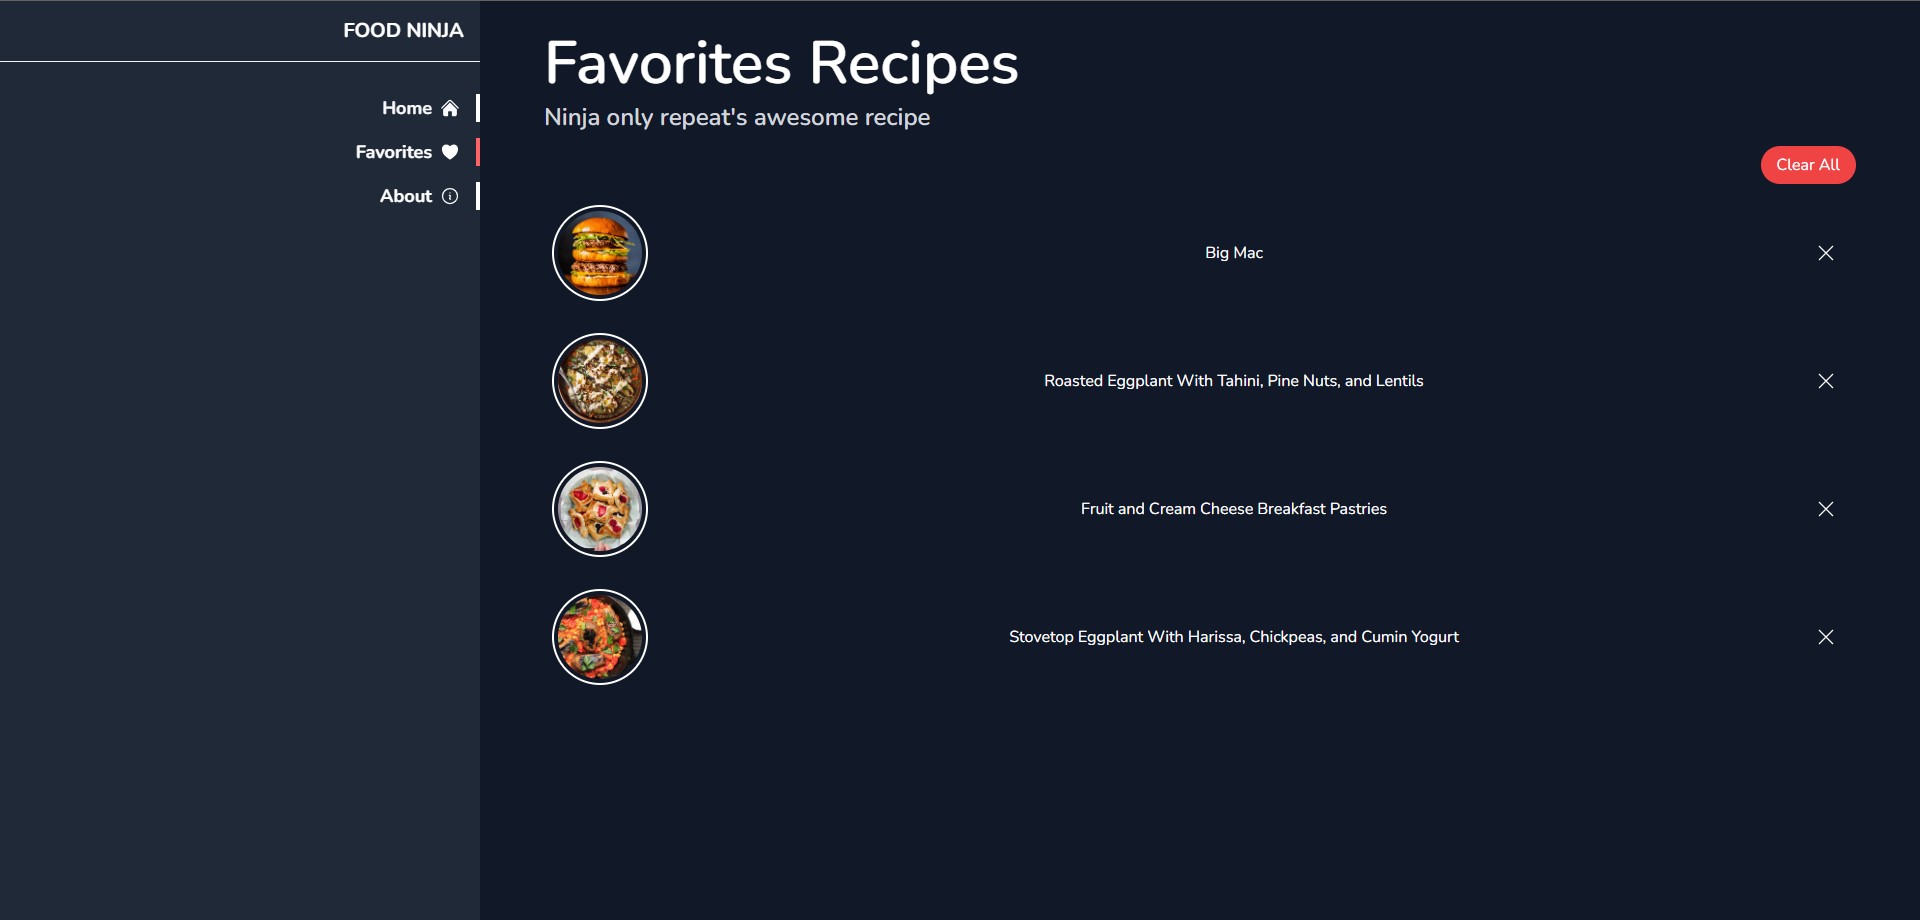 FOOD NINJA
Home
Favorites
About
Favorites Recipes
Ninja only repeat's awesome recipe
Clear All
Big Mac
Roasted Eggplant With Tahini, Pine Nuts, and Lentils
Fruit and Cream Cheese Breakfast Pastries
Stovetop Eggplant With Harissa, Chickpeas, and Cumin Yogurt